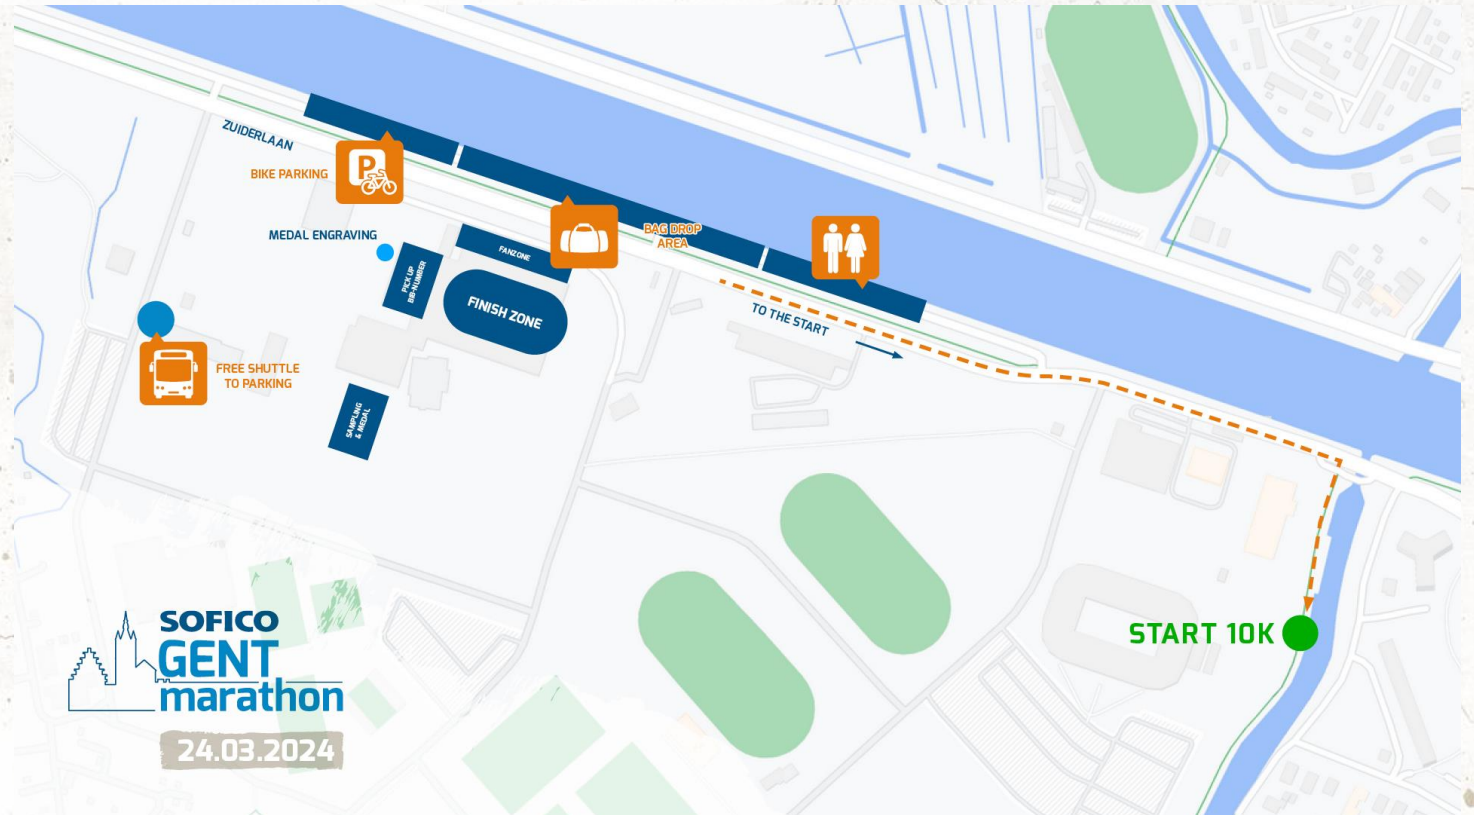 ZUIDERLAAN
P
BIKE PARKING
MEDAL ENGRAVING
PICK UP
BIB-NUMBER
FANZONE
FINISH ZONE
BAG DROP
AREA
TO THE START
FREE SHUTTLE
TO PARKING
SAMPLING
& MEDAL
START 10K
SOFICO
GENT
marathon
24.03.2024